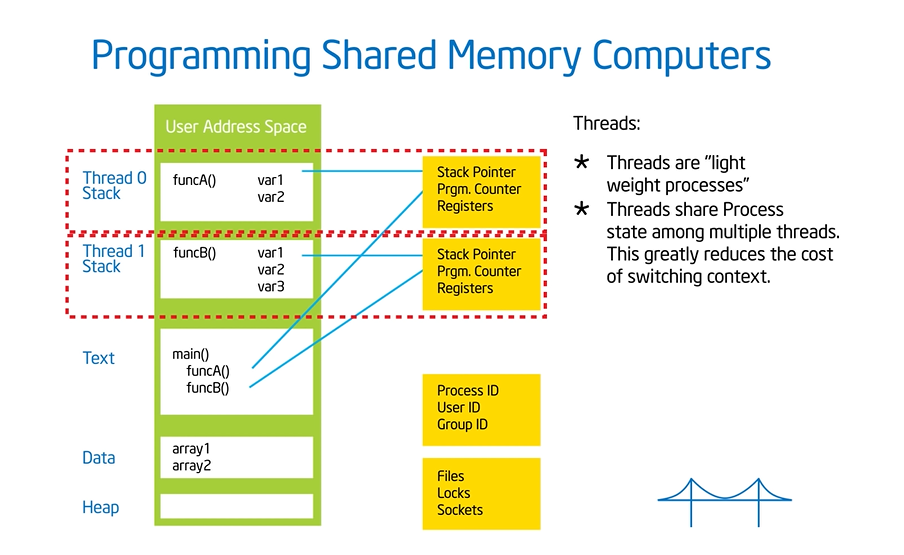 Programming Shared Memory Computers
User Address Space
Thread 0
Stack
funcA()
var1
var2
Stack Pointer
Prgm. Counter
Registers
Thread 1
Stack
funcB()
var1
var2
var3
Stack Pointer
Prgm. Counter
Registers
Text
main()
funcA()
funcB()
Data
array1
array2
Heap
Process ID
User ID
Group ID
Files
Locks
Sockets
Threads:
* Threads are "light
weight processes"
* Threads share Process
state among multiple threads.
This greatly reduces the cost
of switching context.